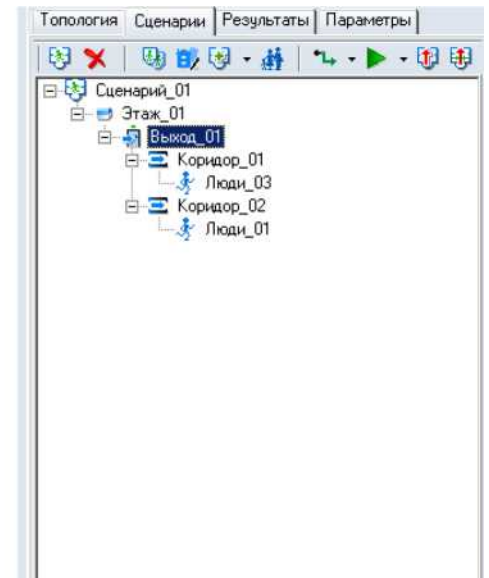 Топология Сценарии Результаты Параметры
Сценарий_01
Этаж_01
Выход_01
Коридор_01
Люди_03
Коридор_02
Люди_01